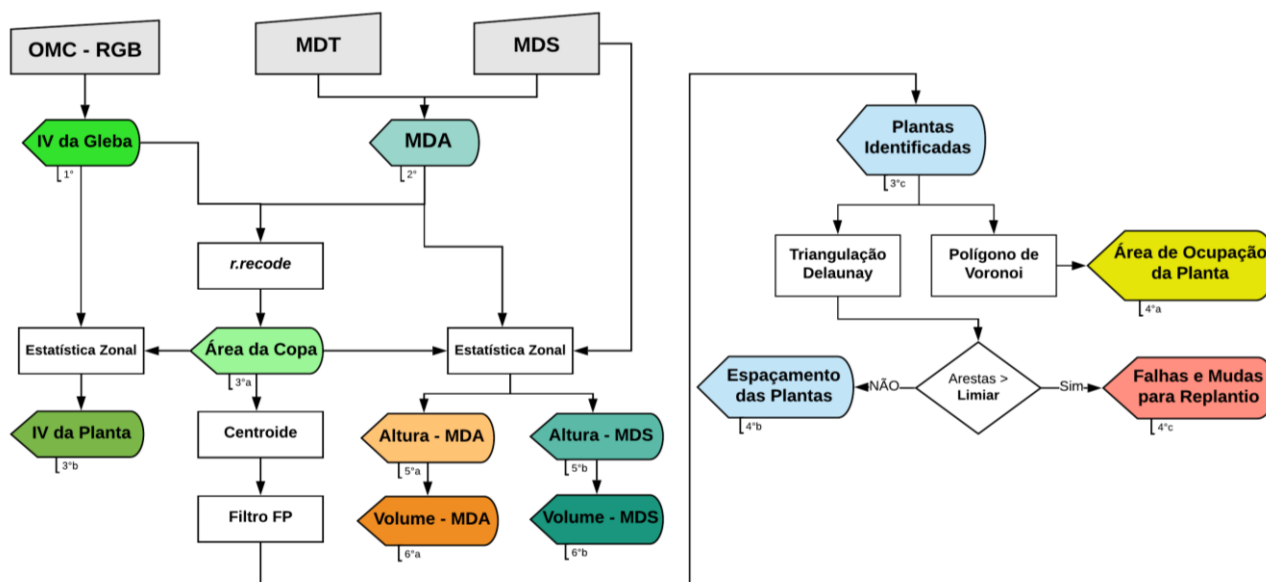 OMC - RGB
MDT
MDS
IV da Gleba
1°
MDA
2°
r.recode
Estatística Zonal
Área da Copa
3°a
Estatística Zonal
IV da Planta
3°b
Centroide
Altura - MDA
5°a
Altura - MDS
5°b
Filtro FP
Volume - MDA
6°a
Volume - MDS
6°b
Plantas
Identificadas
3°c
Triangulação
Delaunay
Polígono de
Voronoi
Área de Ocupação
da Planta
4°a
Espaçamento
das Plantas
4°b
NÃO
Arestas >
Limiar
Sim
Falhas e Mudas
para Replantio
4°c